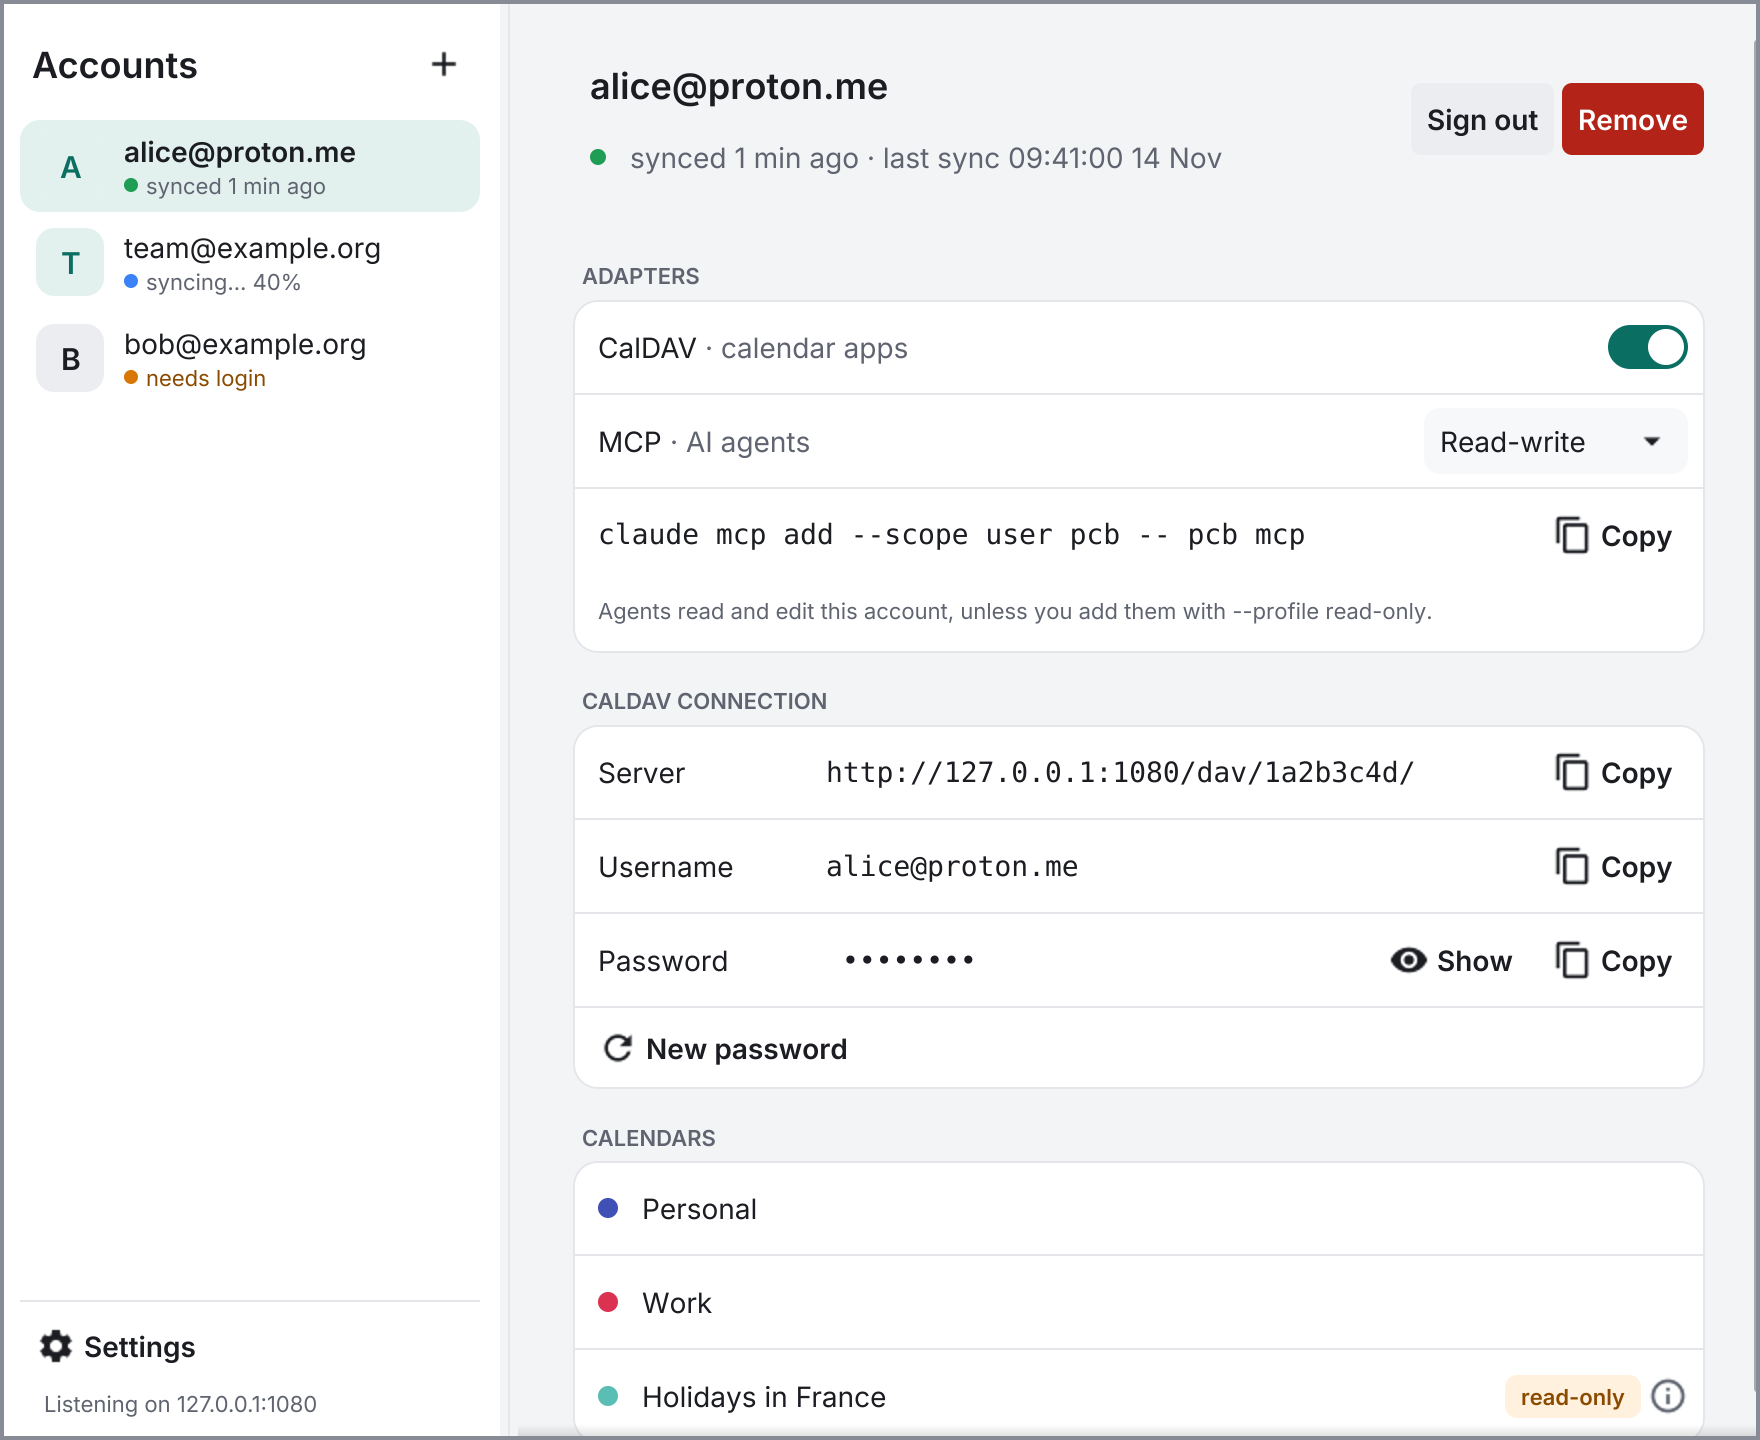 Accounts
A
alice@proton.me
synced 1 min ago
T
team@example.org
syncing... 40%
B
bob@example.org
needs login
Settings
Listening on 127.0.0.1:1080
alice@proton.me
synced 1 min ago · last sync 09:41:00 14 Nov
Sign out
Remove
ADAPTERS
CalDAV · calendar apps
MCP · AI agents
Read-write
claude mcp add --scope user pcb -- pcb mcp
Copy
Agents read and edit this account, unless you add them with --profile read-only.
CALDAV CONNECTION
Server http://127.0.0.1:1080/dav/1a2b3c4d/ Copy
Username alice@proton.me Copy
Password •••••••• Show Copy
New password
CALENDARS
Personal
Work
Holidays in France read-only